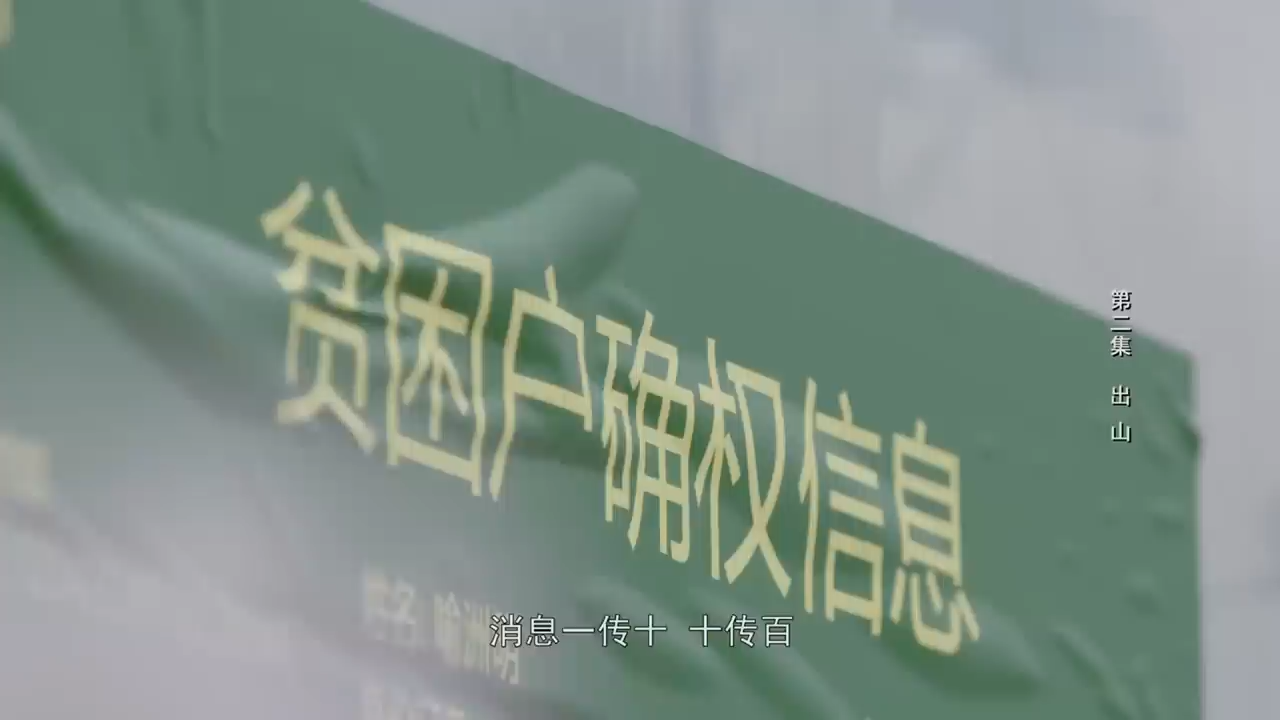 贫困户确权信息
第二集 出山
消息一传十 十传百